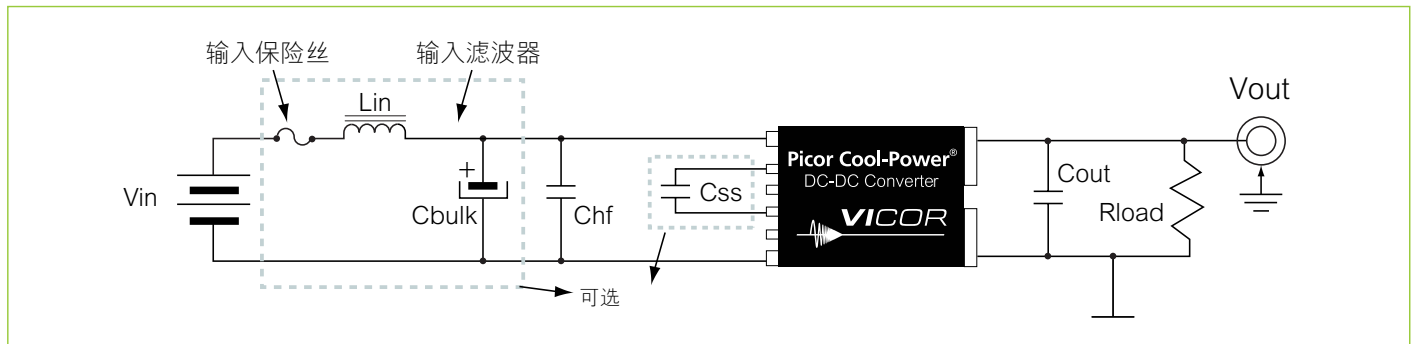 输入保险丝
输入滤波器
Lin
Vin
+
Cbulk
Chf
Css
可选
Picor Cool-Power®
DC-DC Converter
VICOR
Cout
Rload
Vout